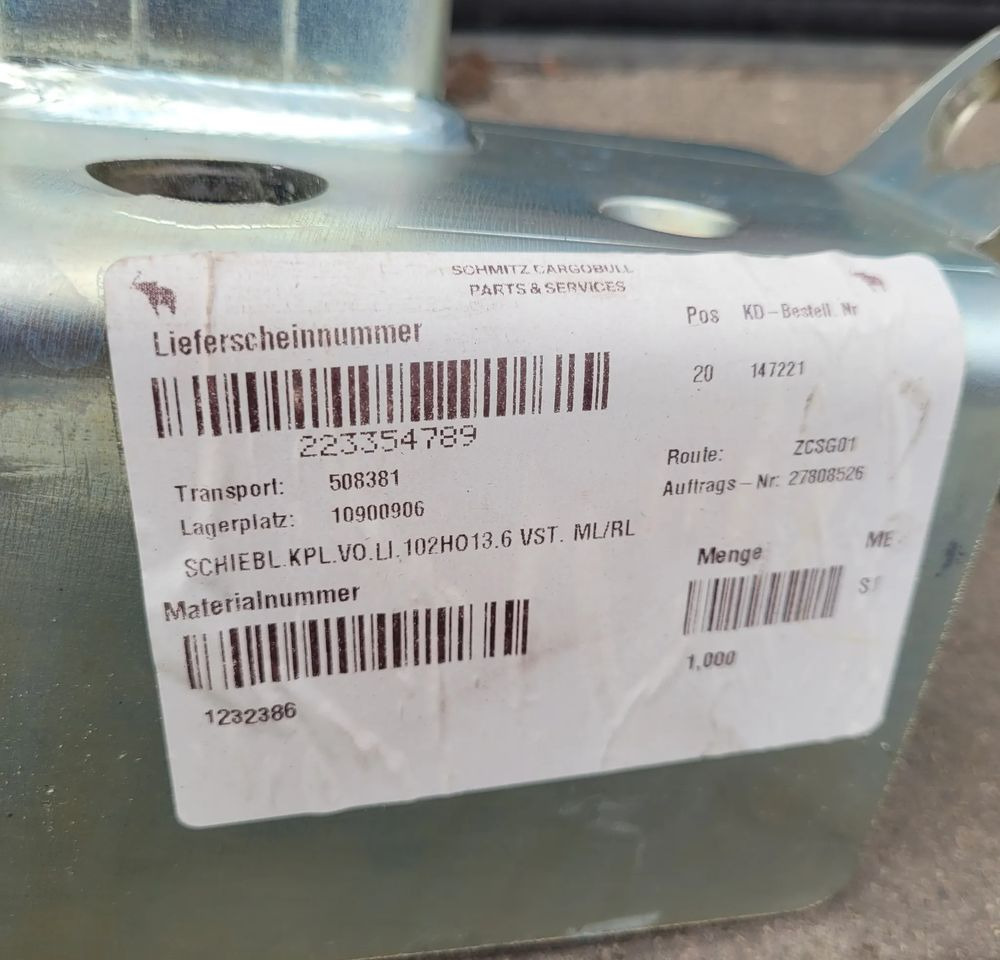 SCHMITZ CARGOBULL
PARTS & SERVICES
Lieferscheinnummer
Pos KD-Bestell. Nr
20 147221
223354789
Transport: 508381
Route: ZCSG01
Lagerplatz: 10900906
Auftrags-Nr: 27808526
SCHIEBL.KPL.VO.LI.102HO13.6 VST. ML/RL
Materialnummer
Menge ME
1232386
1,000